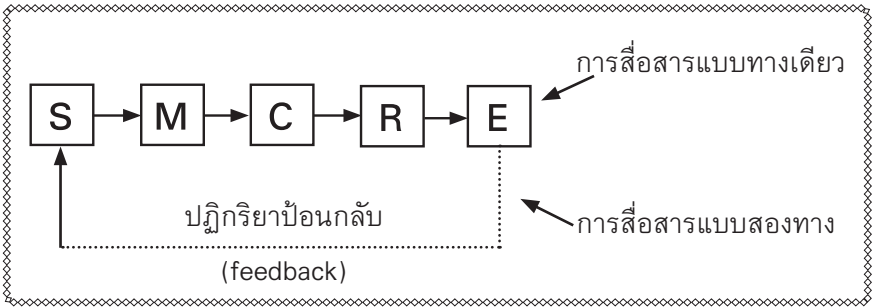 การสื่อสารแบบทางเดียว
S M C R E
ปฏิกริยาป้อนกลับ
การสื่อสารแบบสองทาง
(feedback)